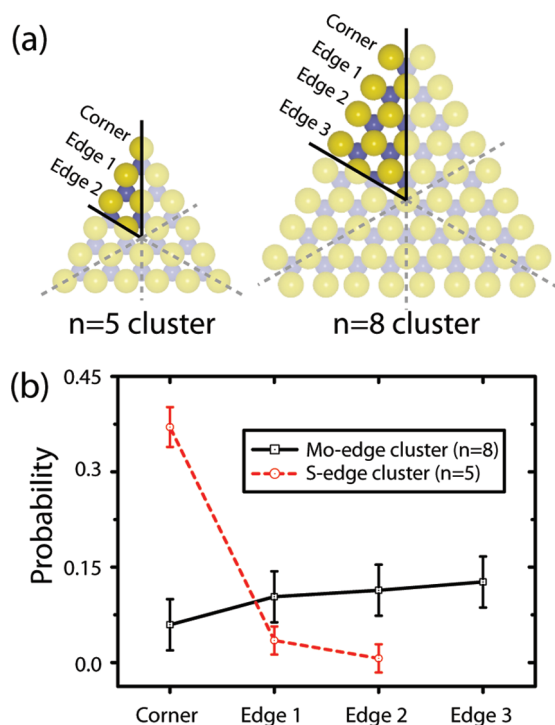 (a)
Corner
Edge 1
Edge 2
n=5 cluster
Corner
Edge 1
Edge 2
Edge 3
n=8 cluster
(b)
0.45
0.3
0.15
0.0
Probability
Mo-edge cluster (n=8)
S-edge cluster (n=5)
Corner
Edge 1
Edge 2
Edge 3